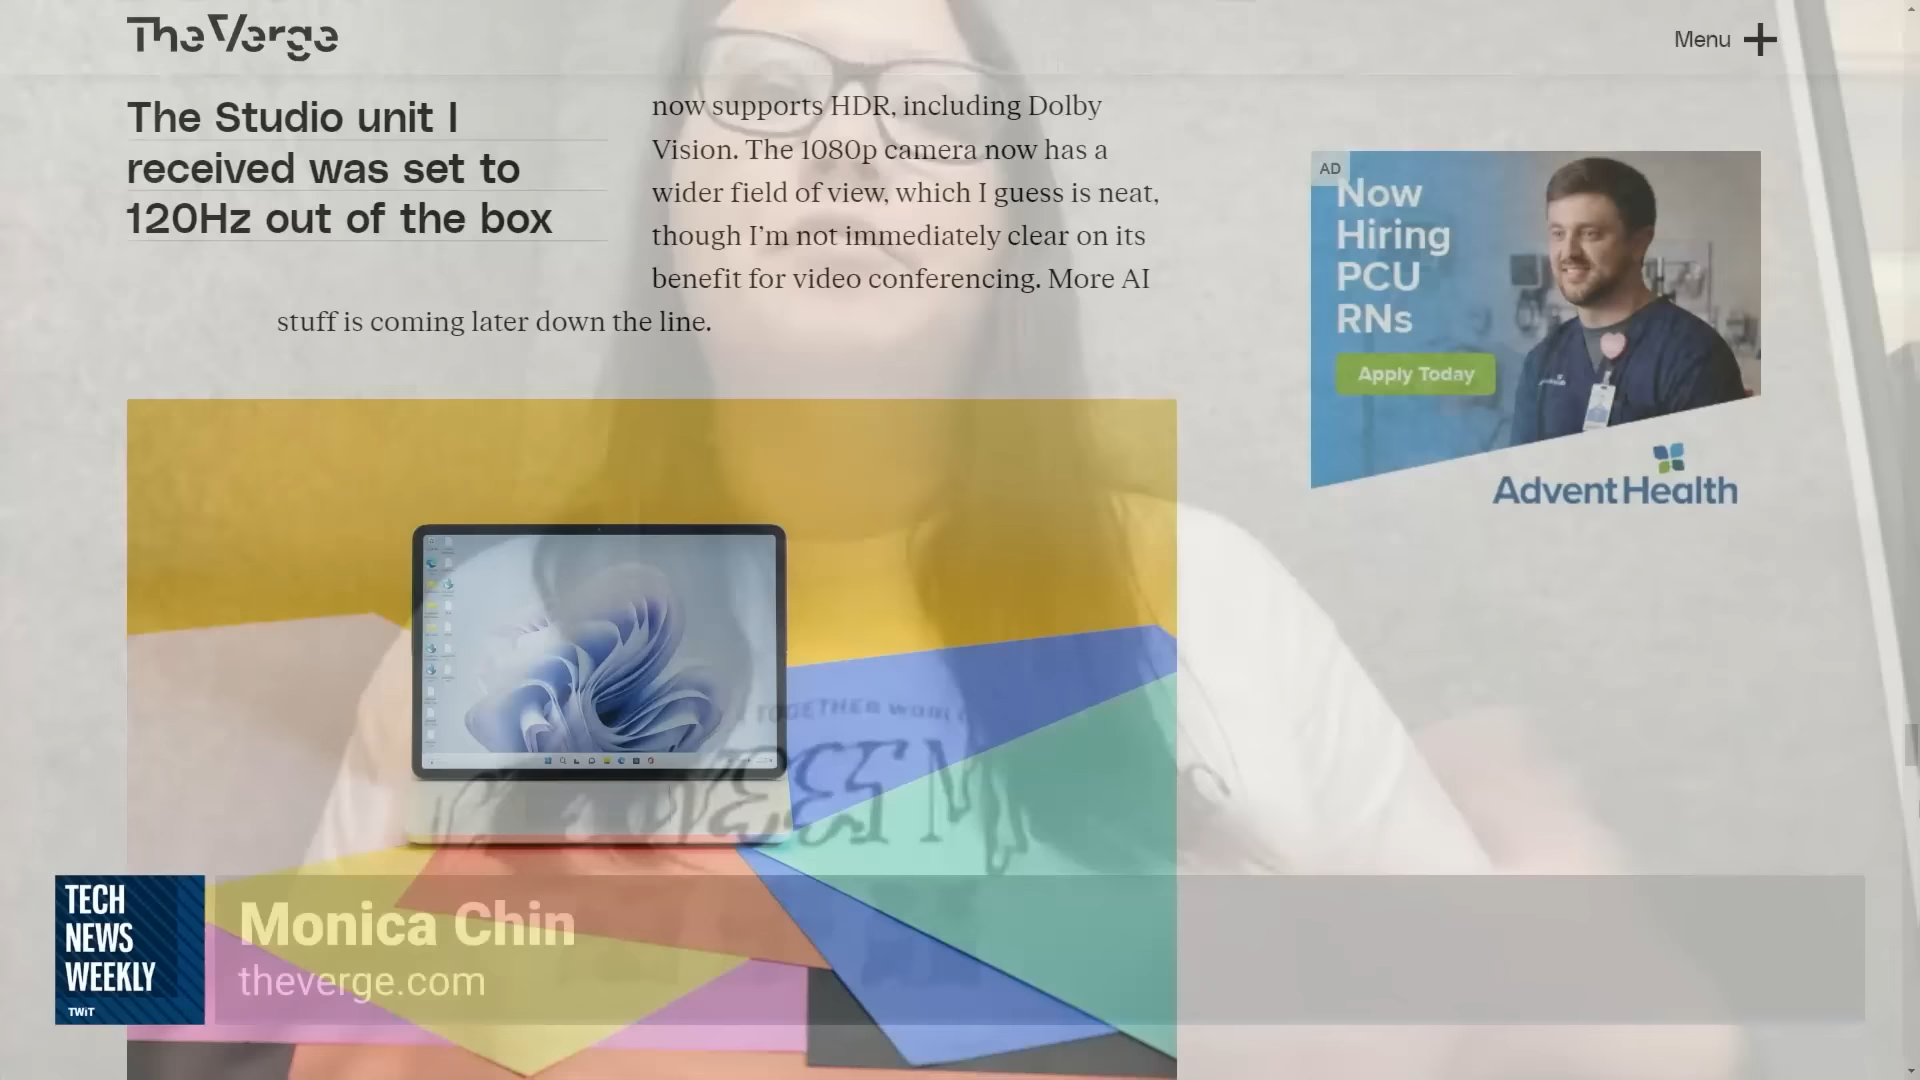 The Verge
Menu
The Studio unit I
received was set to
120Hz out of the box
now supports HDR, including Dolby
Vision. The 1080p camera now has a
wider field of view, which I guess is neat,
though I'm not immediately clear on its
benefit for video conferencing. More AI
stuff is coming later down the line.
AD
Now
Hiring
PCU
RNs
Apply Today
AdventHealth
TOGETHER
TECH
NEWS
WEEKLY
TWiT
Monica Chin
theverge.com